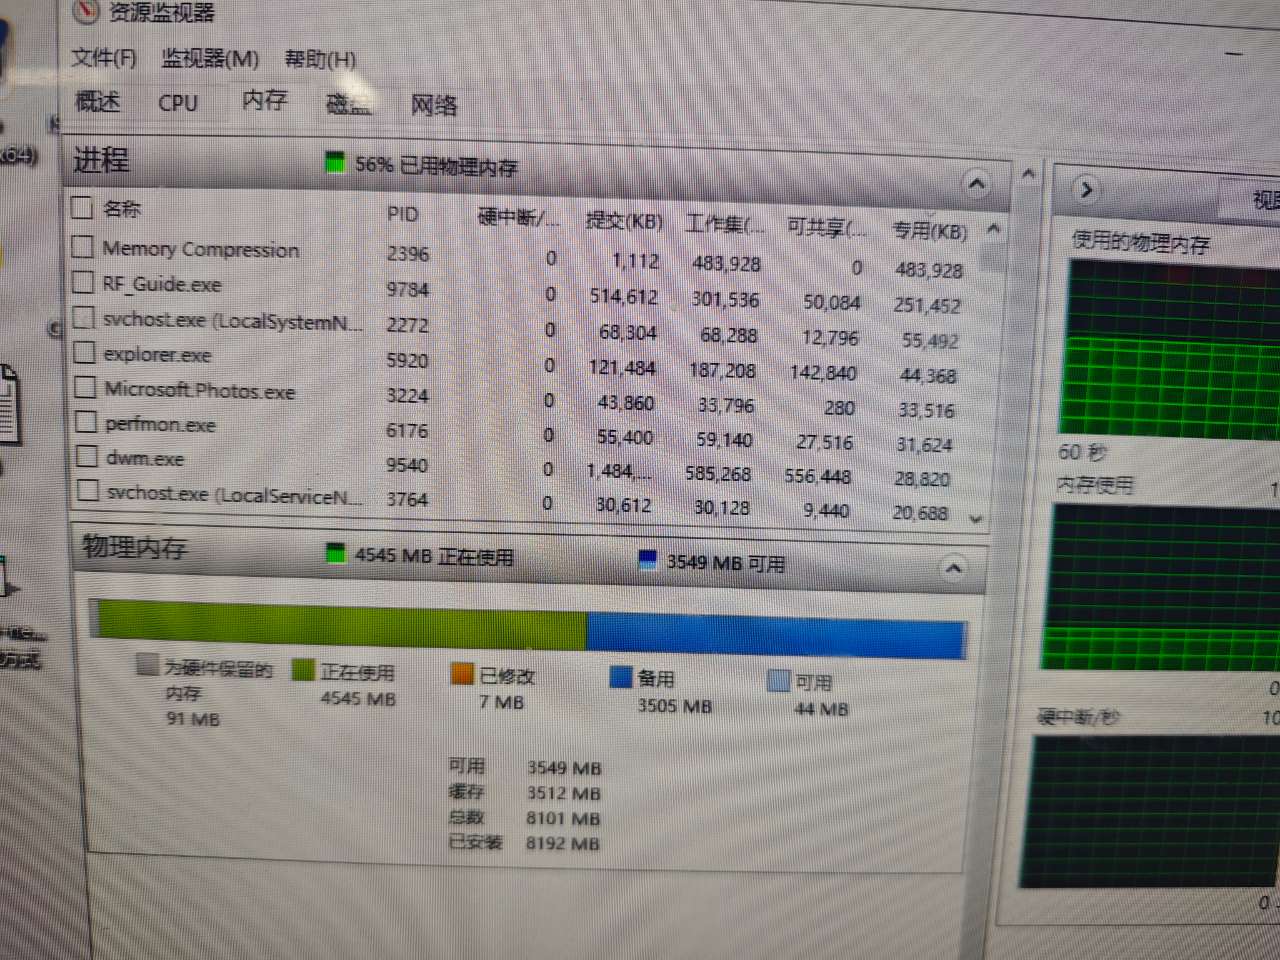 资源监视器
文件(F) 监视器(M) 帮助(H)
概述 CPU 内存 磁盘 网络
x64)
进程 56% 已用物理内存
名称 PID 硬中断/... 提交(KB) 工作集(... 可共享(... 专用(KB)
Memory Compression 2396 0 1,112 483,928 0 483,928
RF_Guide.exe 9784 0 514,612 301,536 50,084 251,452
svchost.exe (LocalSystemN... 2272 0 68,304 68,288 12,796 55,492
explorer.exe 5920 0 121,484 187,208 142,840 44,368
Microsoft.Photos.exe 3224 0 43,860 33,796 280 33,516
perfmon.exe 6176 0 55,400 59,140 27,516 31,624
dwm.exe 9540 0 1,484,... 585,268 556,448 28,820
svchost.exe (LocalServiceN... 3764 0 30,612 30,128 9,440 20,688
物理内存 4545 MB 正在使用 3549 MB 可用
为硬件保留的内存 91 MB
正在使用 4545 MB
已修改 7 MB
备用 3505 MB
可用 44 MB
可用 3549 MB
缓存 3512 MB
总数 8101 MB
已安装 8192 MB
使用的物理内存
60 秒
内存使用
0
硬中断/秒
10
0
方式